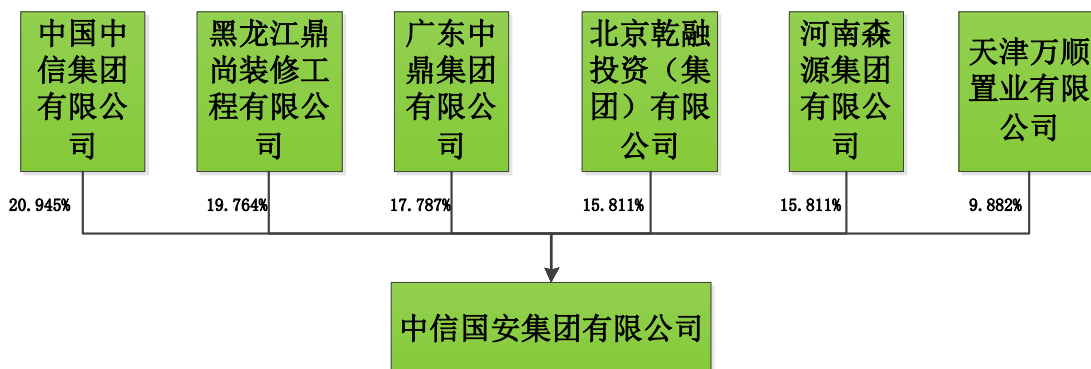 中国中
信集团
有限公
司
黑龙江鼎
尚装修工
程有限公
司
广东中
鼎集团
有限公
司
北京乾融
投资（集
团）有限
公司
河南森
源集团
有限公
司
天津万顺
置业有限
公司
20.945%
19.764%
17.787%
15.811%
15.811%
9.882%
中信国安集团有限公司